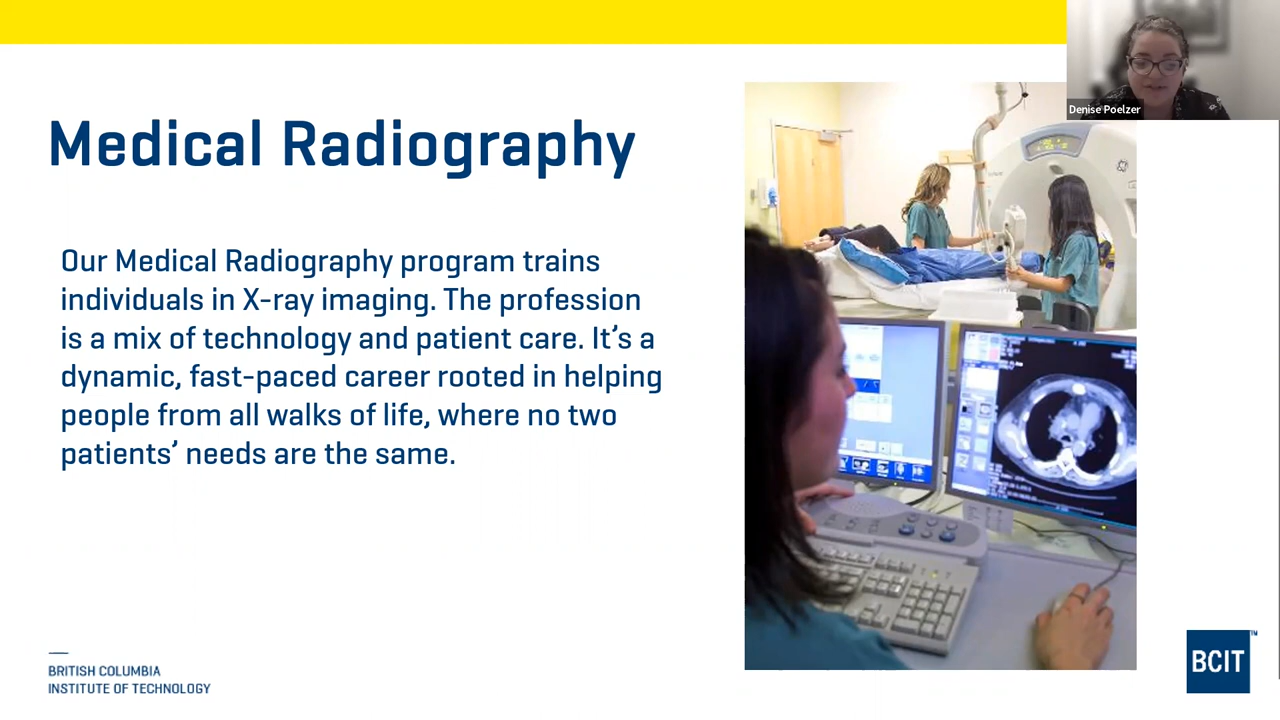 Denise Poelzer
Medical Radiography
Our Medical Radiography program trains
individuals in X-ray imaging. The profession
is a mix of technology and patient care. It’s a
dynamic, fast-paced career rooted in helping
people from all walks of life, where no two
patients’ needs are the same.
BRITISH COLUMBIA
INSTITUTE OF TECHNOLOGY
BCIT™